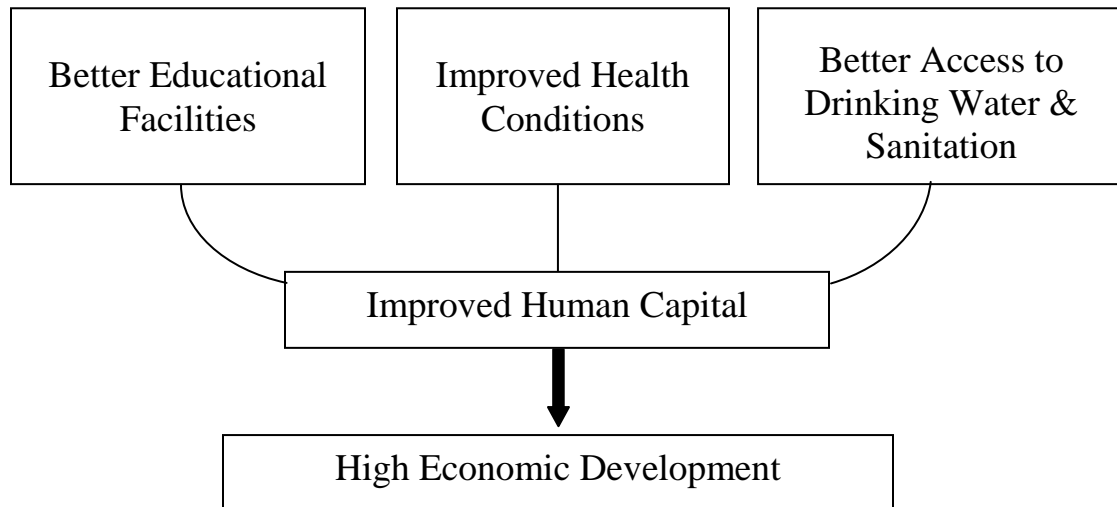 Better Educational
Facilities
Improved Health
Conditions
Better Access to
Drinking Water &
Sanitation
Improved Human Capital
High Economic Development